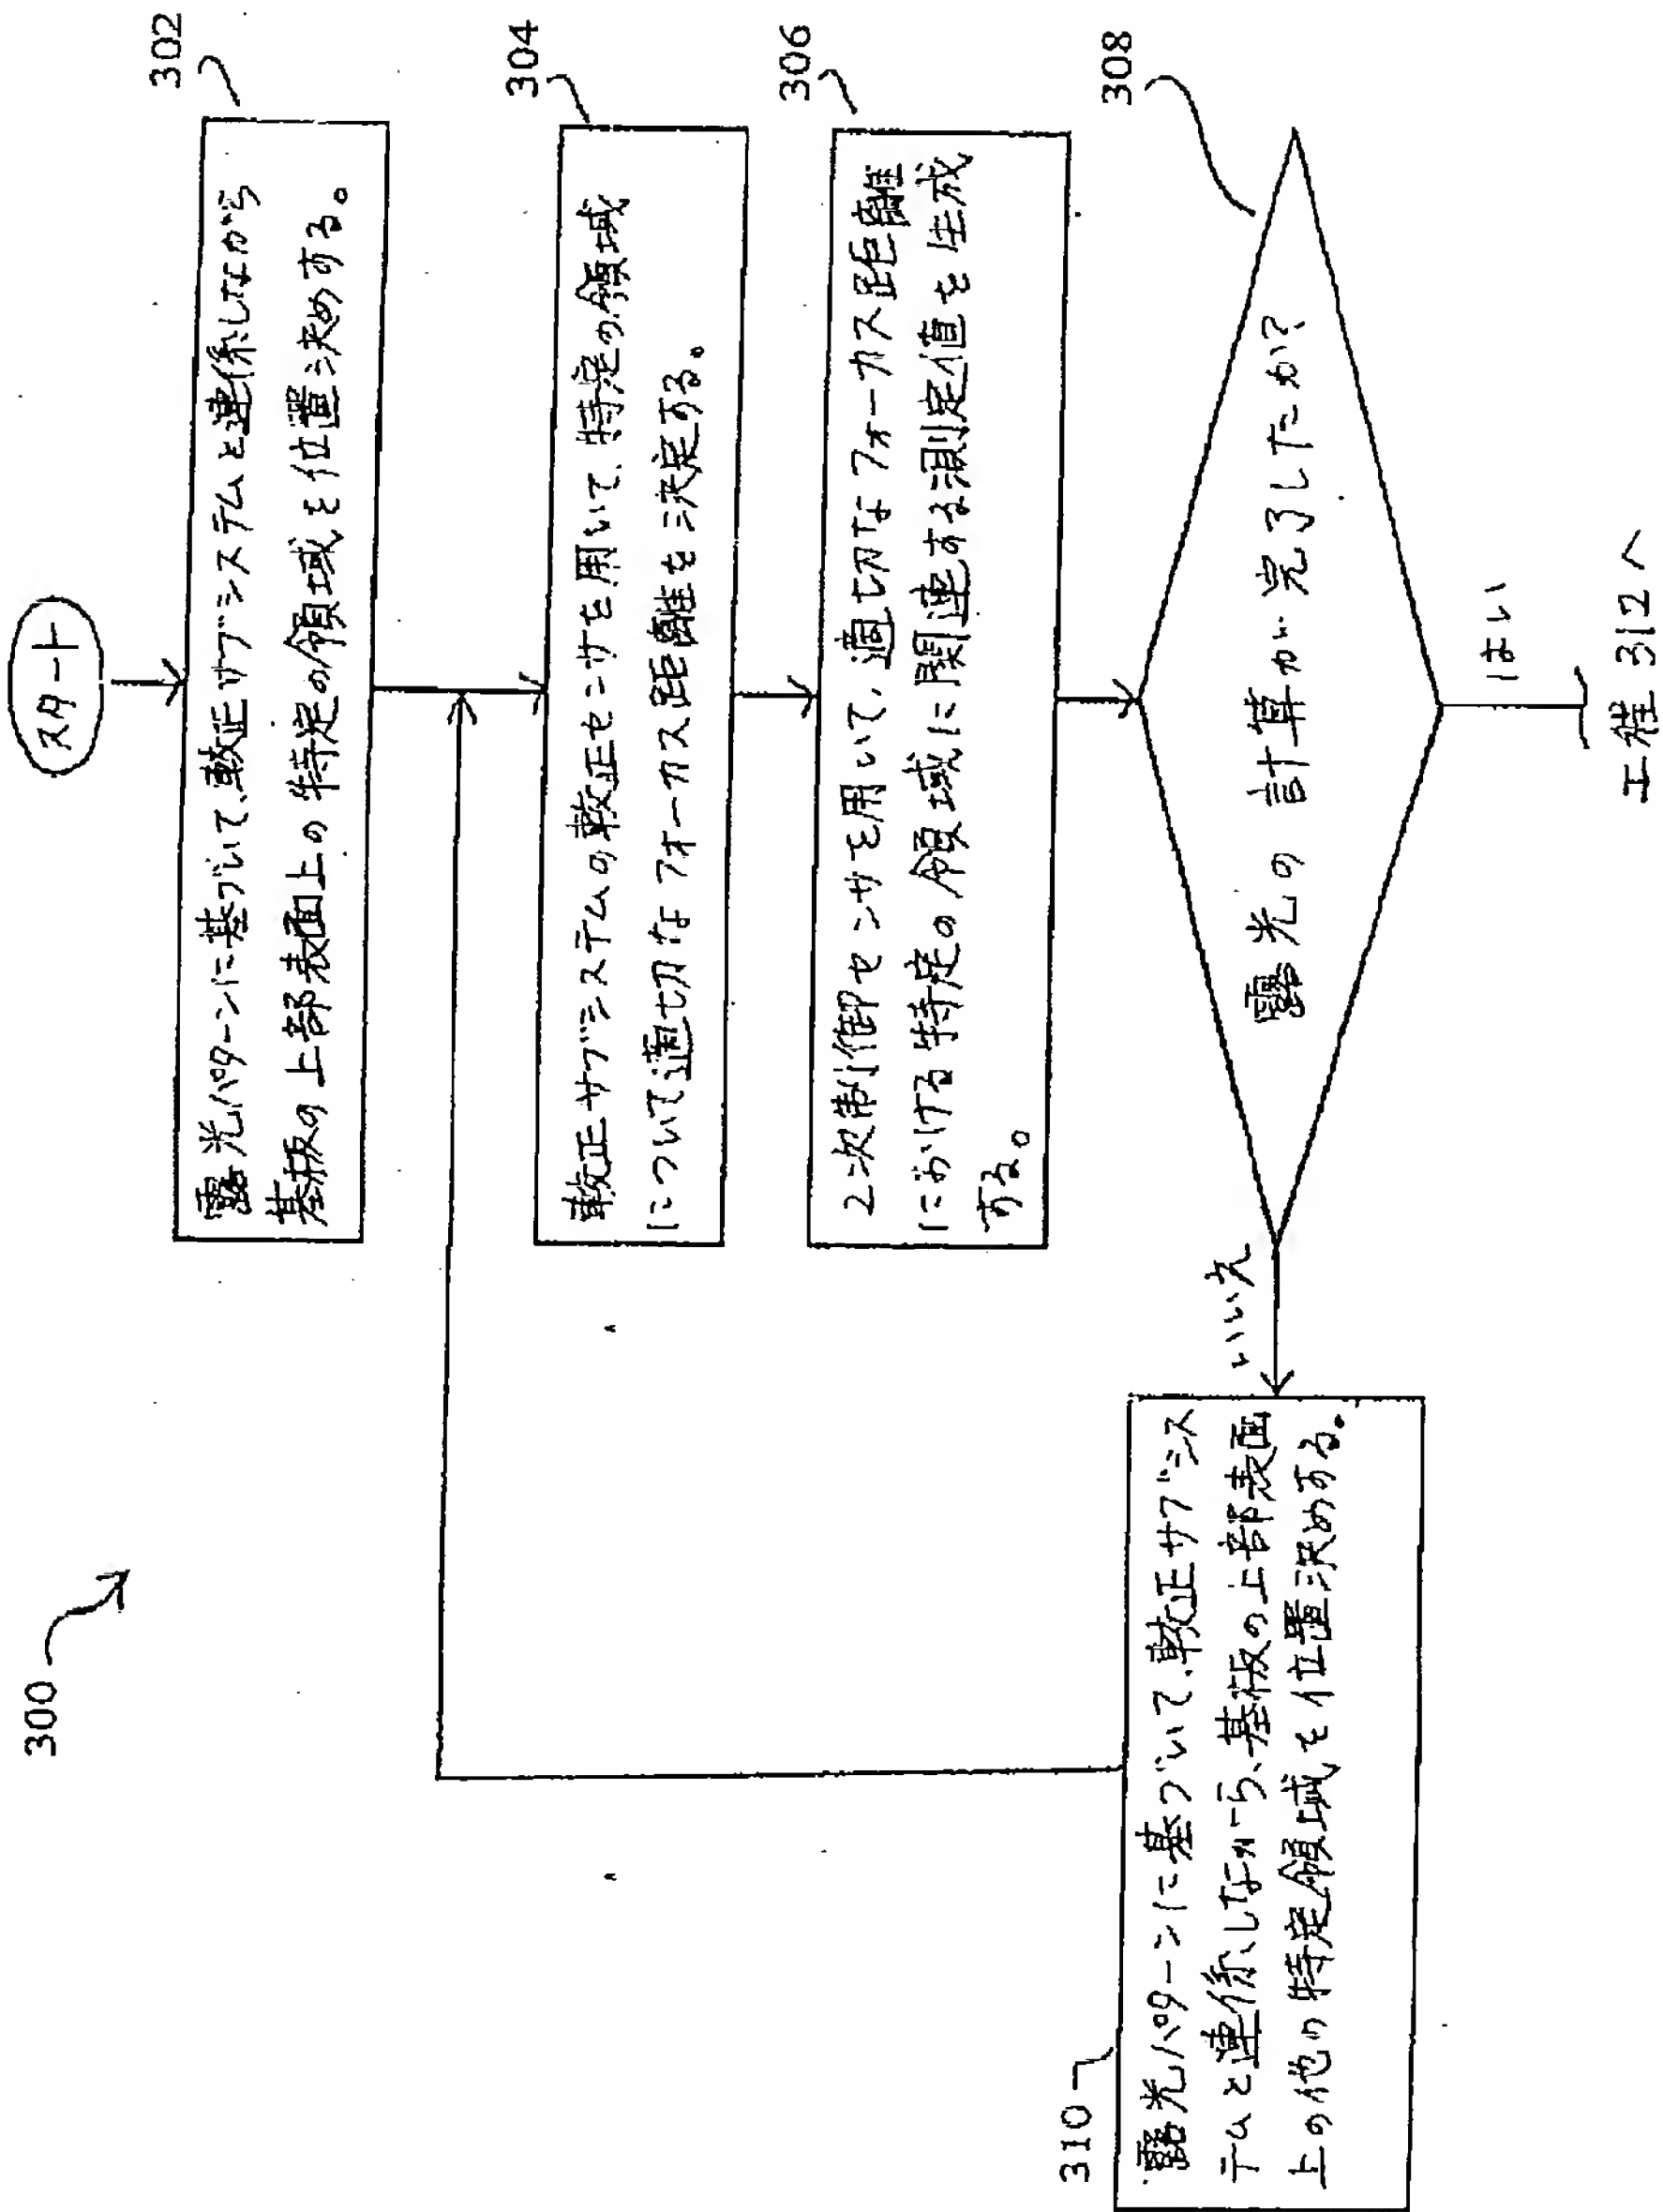 300
スタート
302
露光パターンに基づいて、較正サブシステムと連係しながら
基板の上部表面上の特定の領域を位置決めする。
304
較正サブシステムの較正センサを用いて、特定の領域
について適切なフォーカス距離を決定する。
306
2次制御センサを用いて、適切なフォーカス距離
における特定の領域に関連する測定値を生成
する。
308
露光の計算が完了したか?
はい
工程312へ
いいえ
310
露光パターンに基づいて、較正サブシス
テムと連係しながら、基板の上部表面
上の他の特定領域を位置決めする。